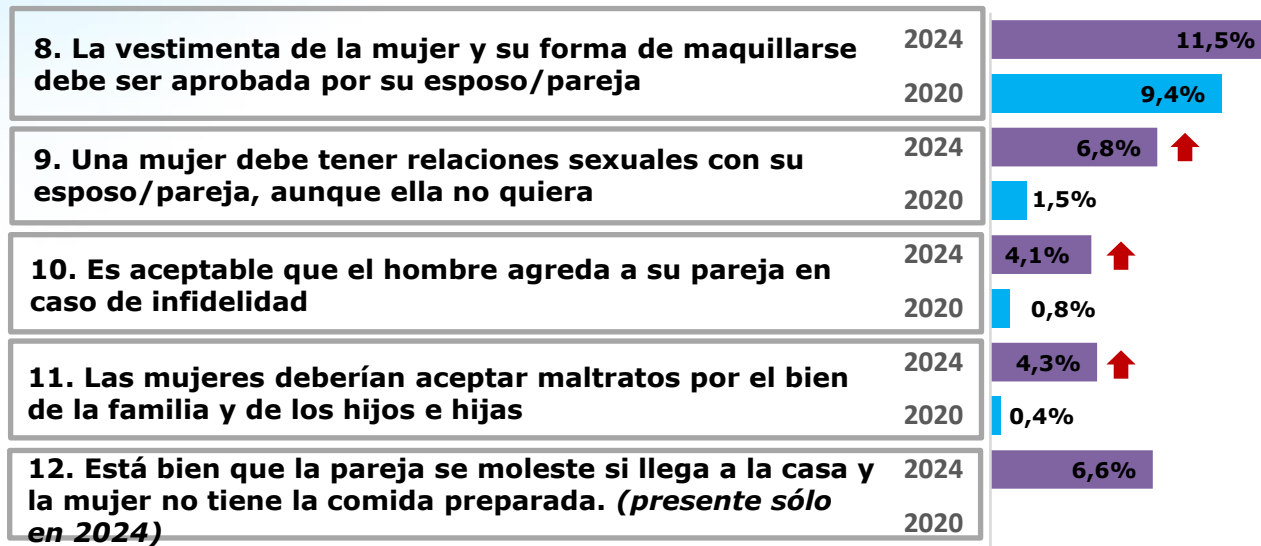 8. La vestimenta de la mujer y su forma de maquillarse
debe ser aprobada por su esposo/pareja
2024
11,5%
2020
9,4%
9. Una mujer debe tener relaciones sexuales con su
esposo/pareja, aunque ella no quiera
2024
6,8%
2020
1,5%
10. Es aceptable que el hombre agreda a su pareja en
caso de infidelidad
2024
4,1%
2020
0,8%
11. Las mujeres deberían aceptar maltratos por el bien
de la familia y de los hijos e hijas
2024
4,3%
2020
0,4%
12. Está bien que la pareja se moleste si llega a la casa y
la mujer no tiene la comida preparada. (presente sólo
en 2024)
2024
6,6%
2020